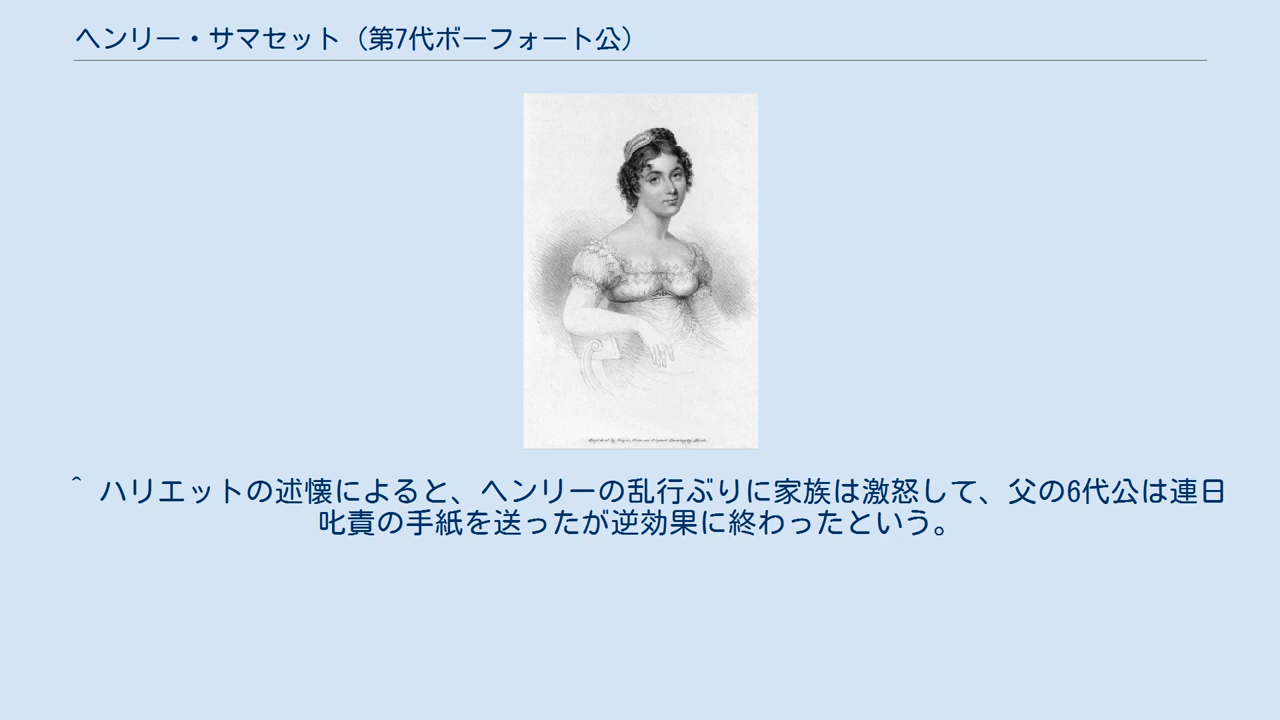 ヘンリー・サマセット（第7代ボーフォート公）
^ ハリエットの述懐によると、ヘンリーの乱行ぶりに家族は激怒して、父の6代公は連日
叱責の手紙を送ったが逆効果に終わったという。